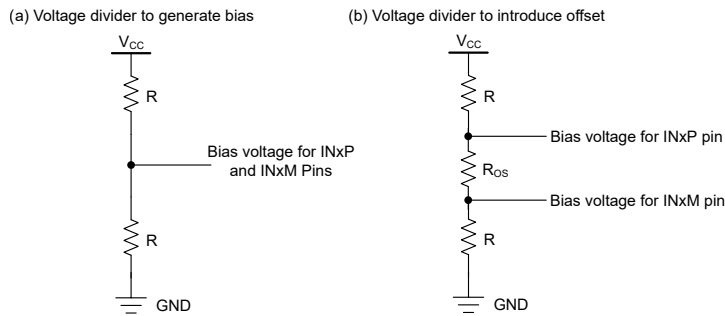 (a) Voltage divider to generate bias
VCC
R
Bias voltage for INxP
and INxM Pins
R
GND
(b) Voltage divider to introduce offset
VCC
R
Bias voltage for INxP pin
ROS
Bias voltage for INxM pin
R
GND